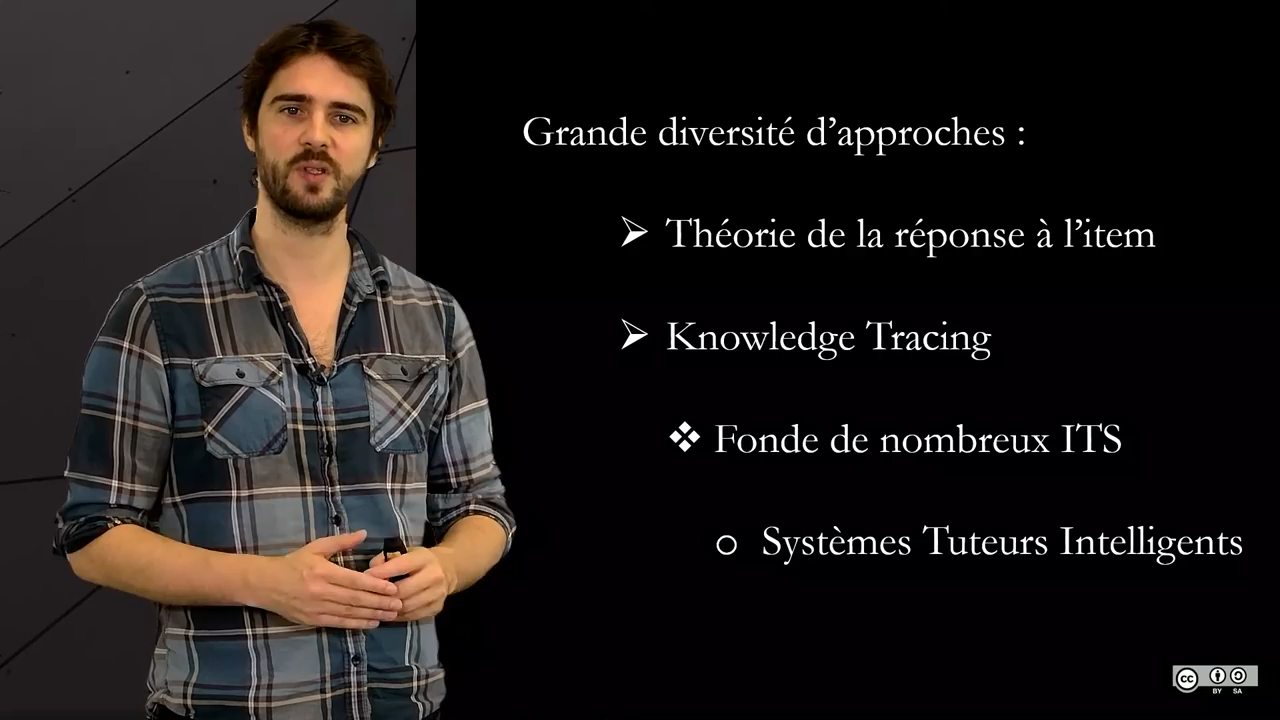 Grande diversité d’approches :
Théorie de la réponse à l’item
Knowledge Tracing
Fonde de nombreux ITS
Systèmes Tuteurs Intelligents
cc
BY SA